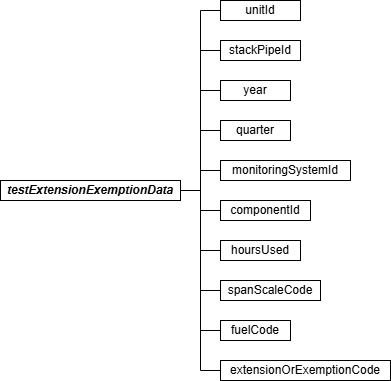 unitId
stackPipeId
year
quarter
monitoringSystemId
testExtensionExemptionData
componentId
hoursUsed
spanScaleCode
fuelCode
extensionOrExemptionCode